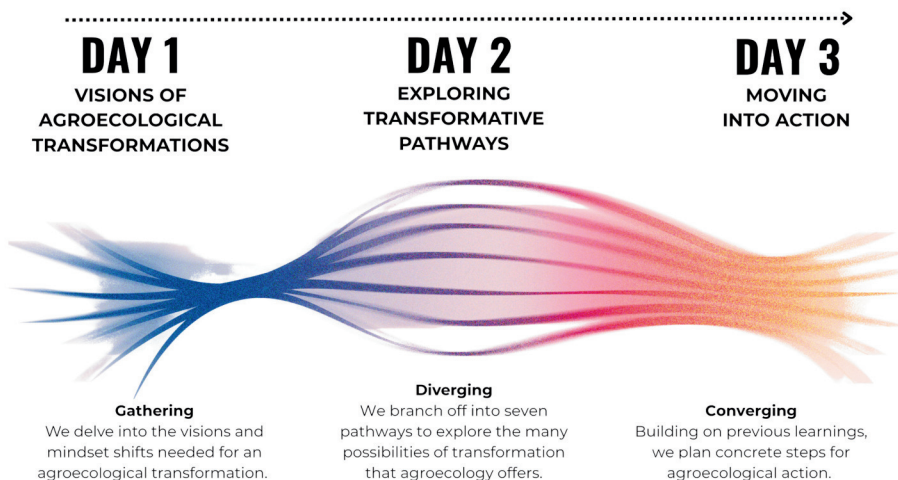 DAY 1
VISIONS OF
AGROECOLOGICAL
TRANSFORMATIONS
DAY 2
EXPLORING
TRANSFORMATIVE
PATHWAYS
DAY 3
MOVING
INTO ACTION
Gathering
We delve into the visions and
mindset shifts needed for an
agroecological transformation.
Diverging
We branch off into seven
pathways to explore the many
possibilities of transformation
that agroecology offers.
Converging
Building on previous learnings,
we plan concrete steps for
agroecological action.